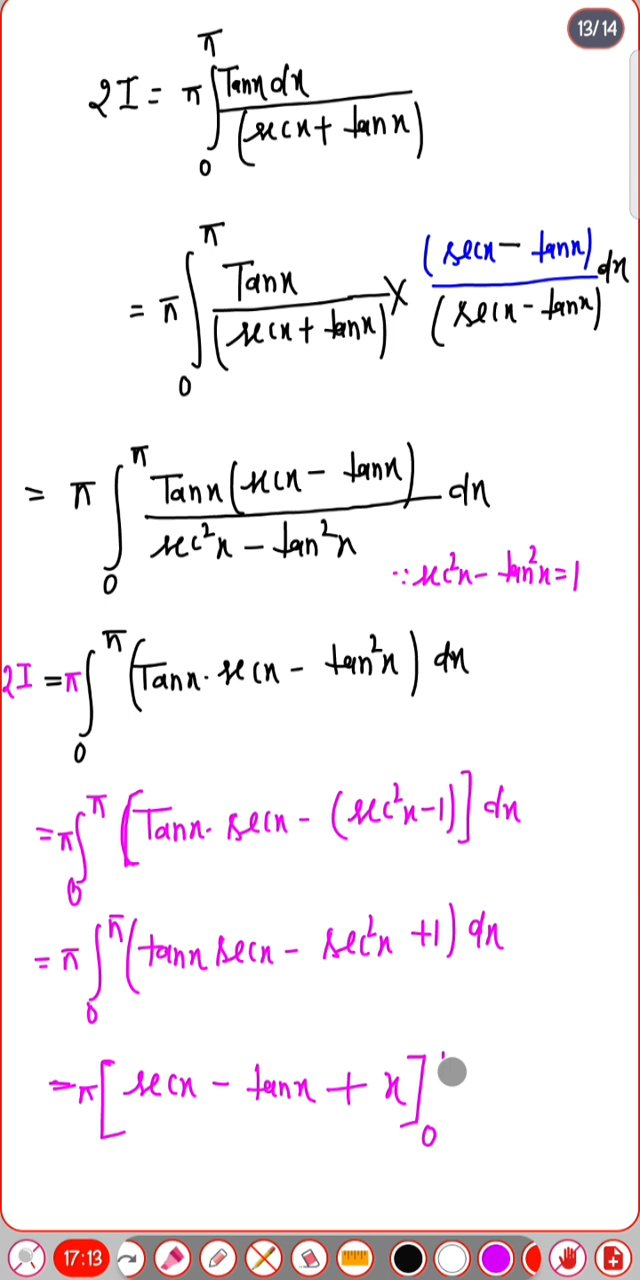 13/14
2I = π ∫₀^π Tanx dx / (secx + tanx)
= π ∫₀^π Tanx / (secx + tanx) × (secx − tanx) / (secx − tanx) dx
= π ∫₀^π Tanx (secx − tanx) / sec²x − tan²x dx
∵ sec²x − tan²x = 1
2I = π ∫₀^π (Tanx · secx − tan²x) dx
= π ∫₀^π [Tanx · secx − (sec²x − 1)] dx
= π ∫₀^π (tanx secx − sec²x + 1) dx
= π [secx − tanx + x]₀
17:13